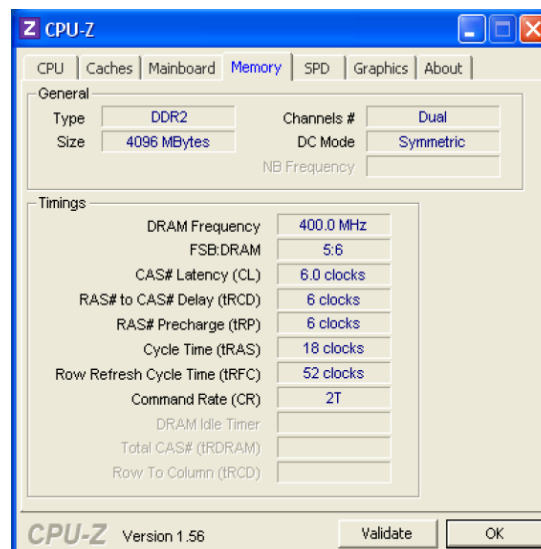 Z CPU-Z
CPU Caches Mainboard Memory SPD Graphics About
General
Type DDR2 Channels # Dual
Size 4096 MBytes DC Mode Symmetric
NB Frequency
Timings
DRAM Frequency 400.0 MHz
FSB:DRAM 5:6
CAS# Latency (CL) 6.0 clocks
RAS# to CAS# Delay (tRCD) 6 clocks
RAS# Precharge (tRP) 6 clocks
Cycle Time (tRAS) 18 clocks
Row Refresh Cycle Time (tRFC) 52 clocks
Command Rate (CR) 2T
DRAM Idle Timer
Total CAS# (tRDRAM)
Row To Column (tRCD)
CPU-Z Version 1.56 Validate OK